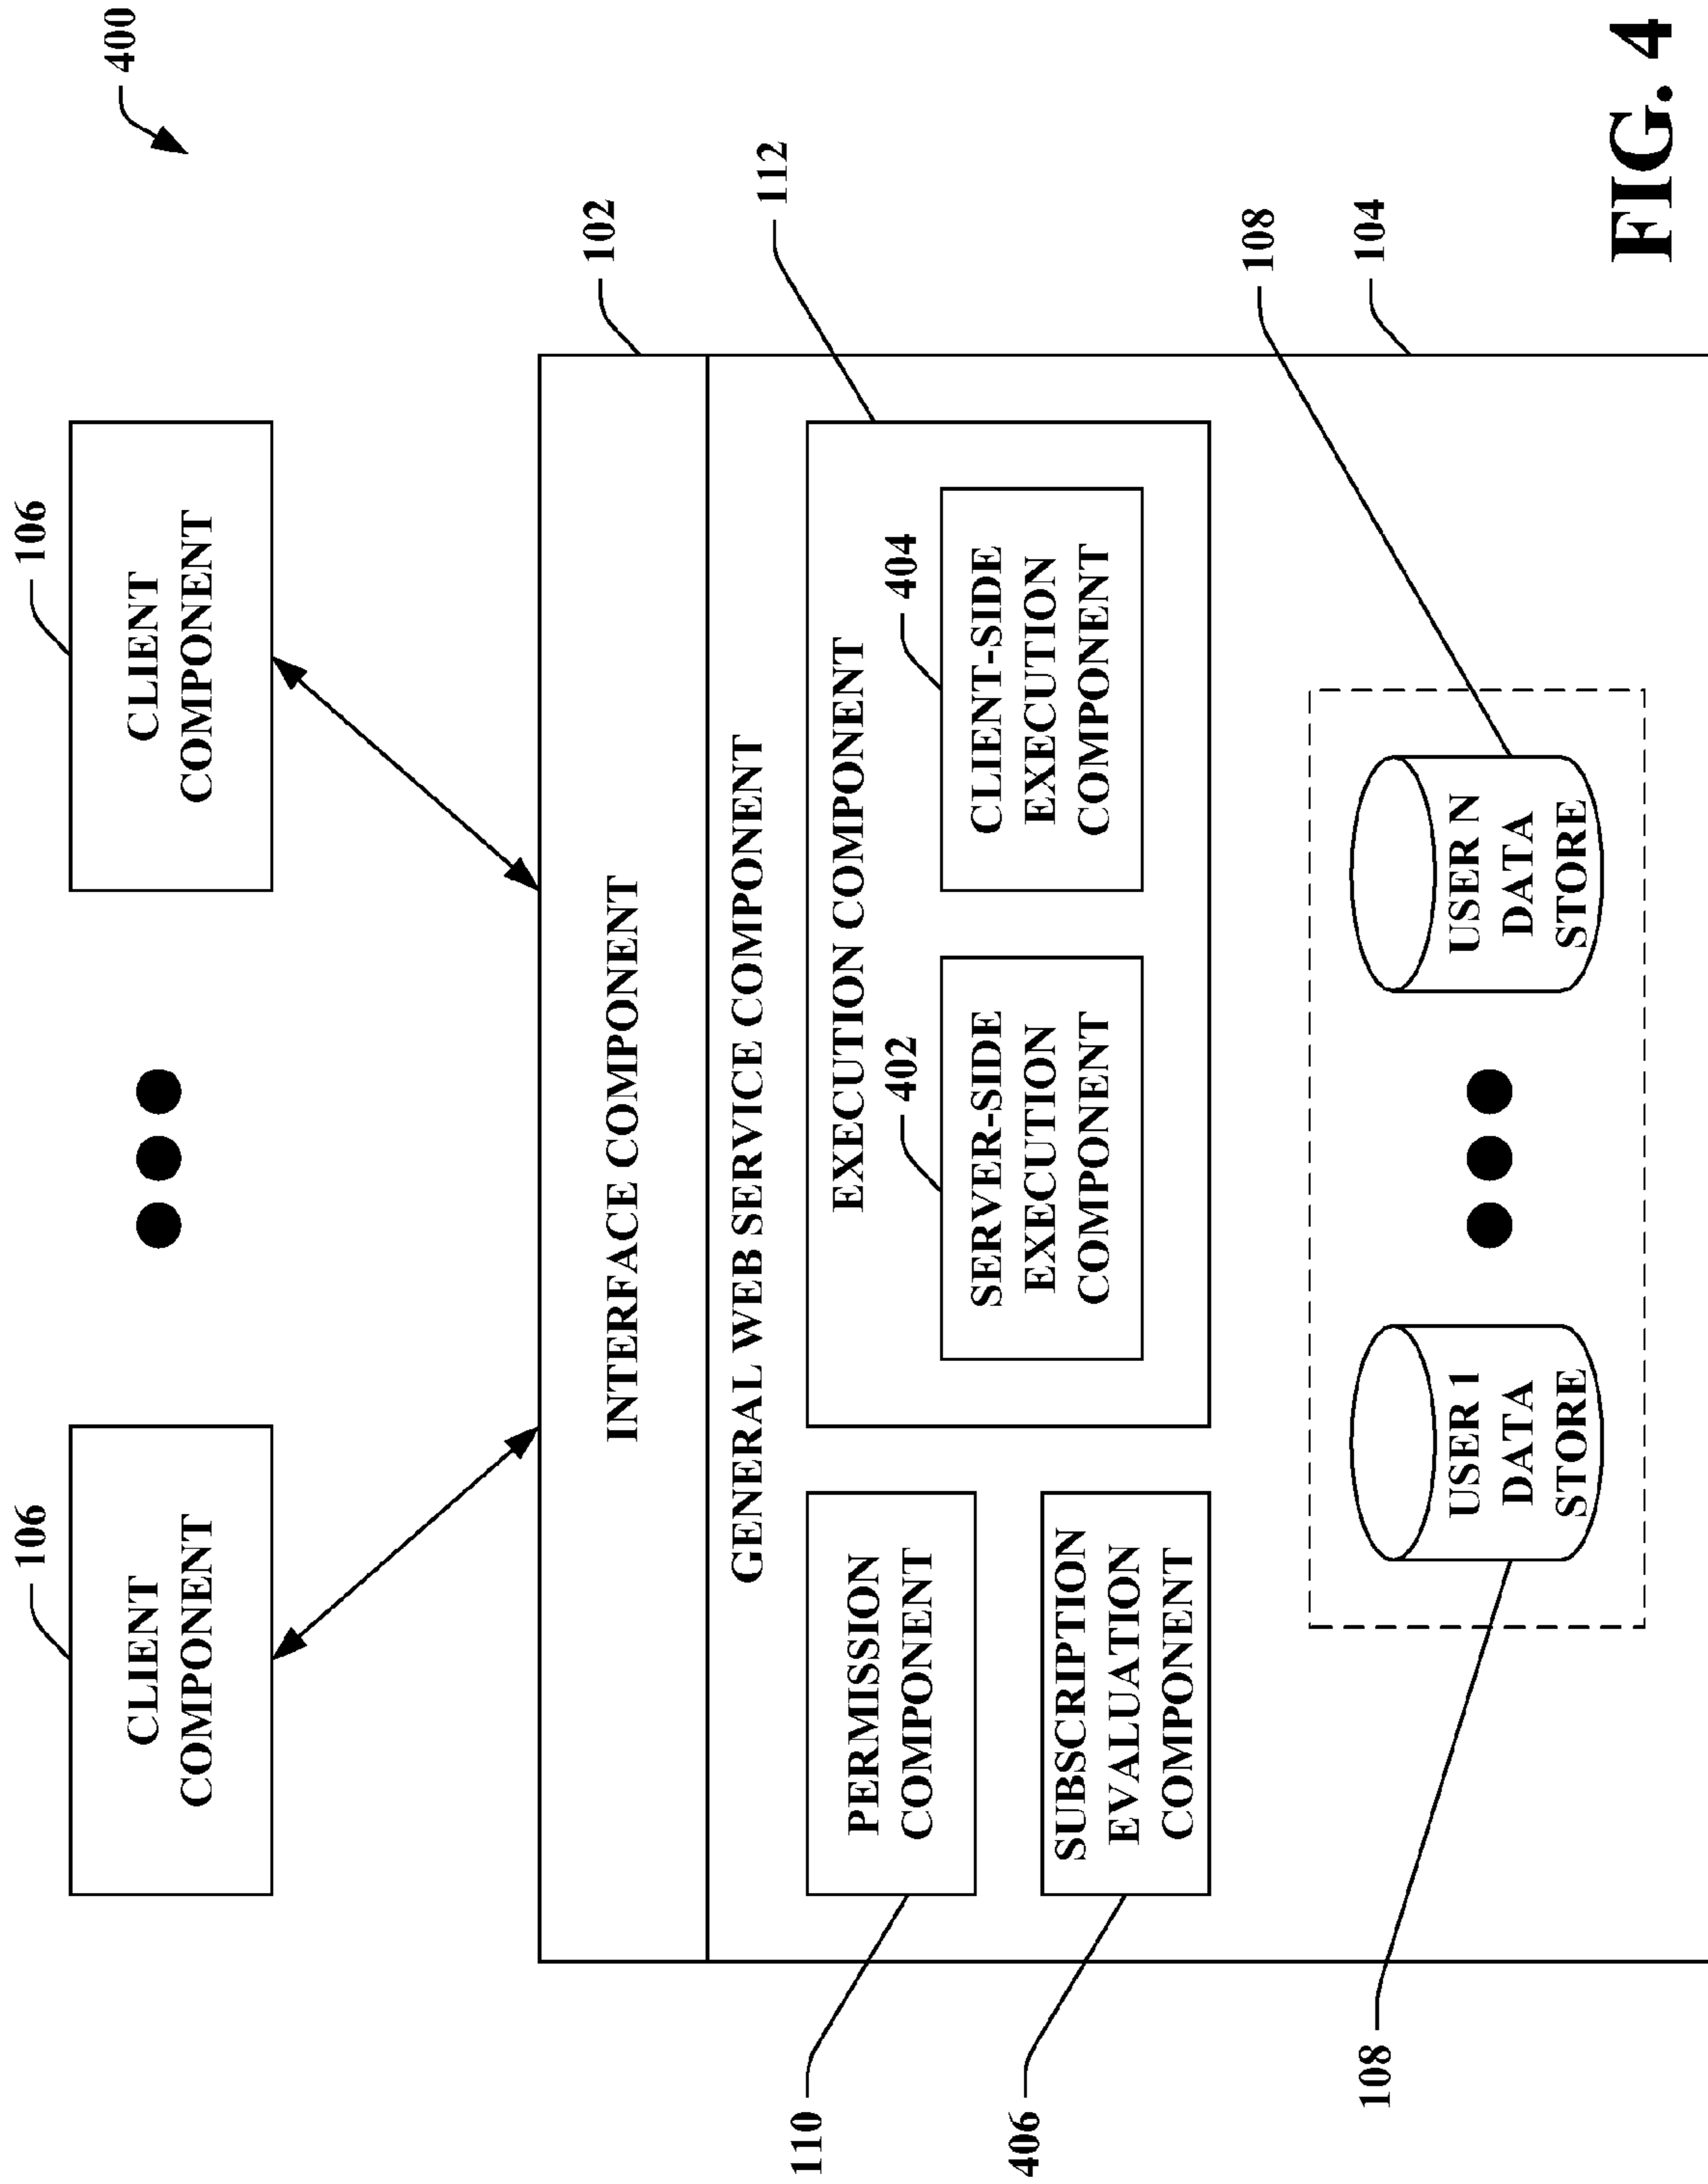 400
106
106
CLIENT
COMPONENT
CLIENT
COMPONENT
102
INTERFACE COMPONENT
GENERAL WEB SERVICE COMPONENT
112
110
PERMISSION
COMPONENT
EXECUTION COMPONENT
402
404
SERVER-SIDE
EXECUTION
COMPONENT
CLIENT-SIDE
EXECUTION
COMPONENT
406
SUBSCRIPTION
EVALUATION
COMPONENT
108
108
USER 1
DATA
STORE
USER N
DATA
STORE
104
FIG. 4